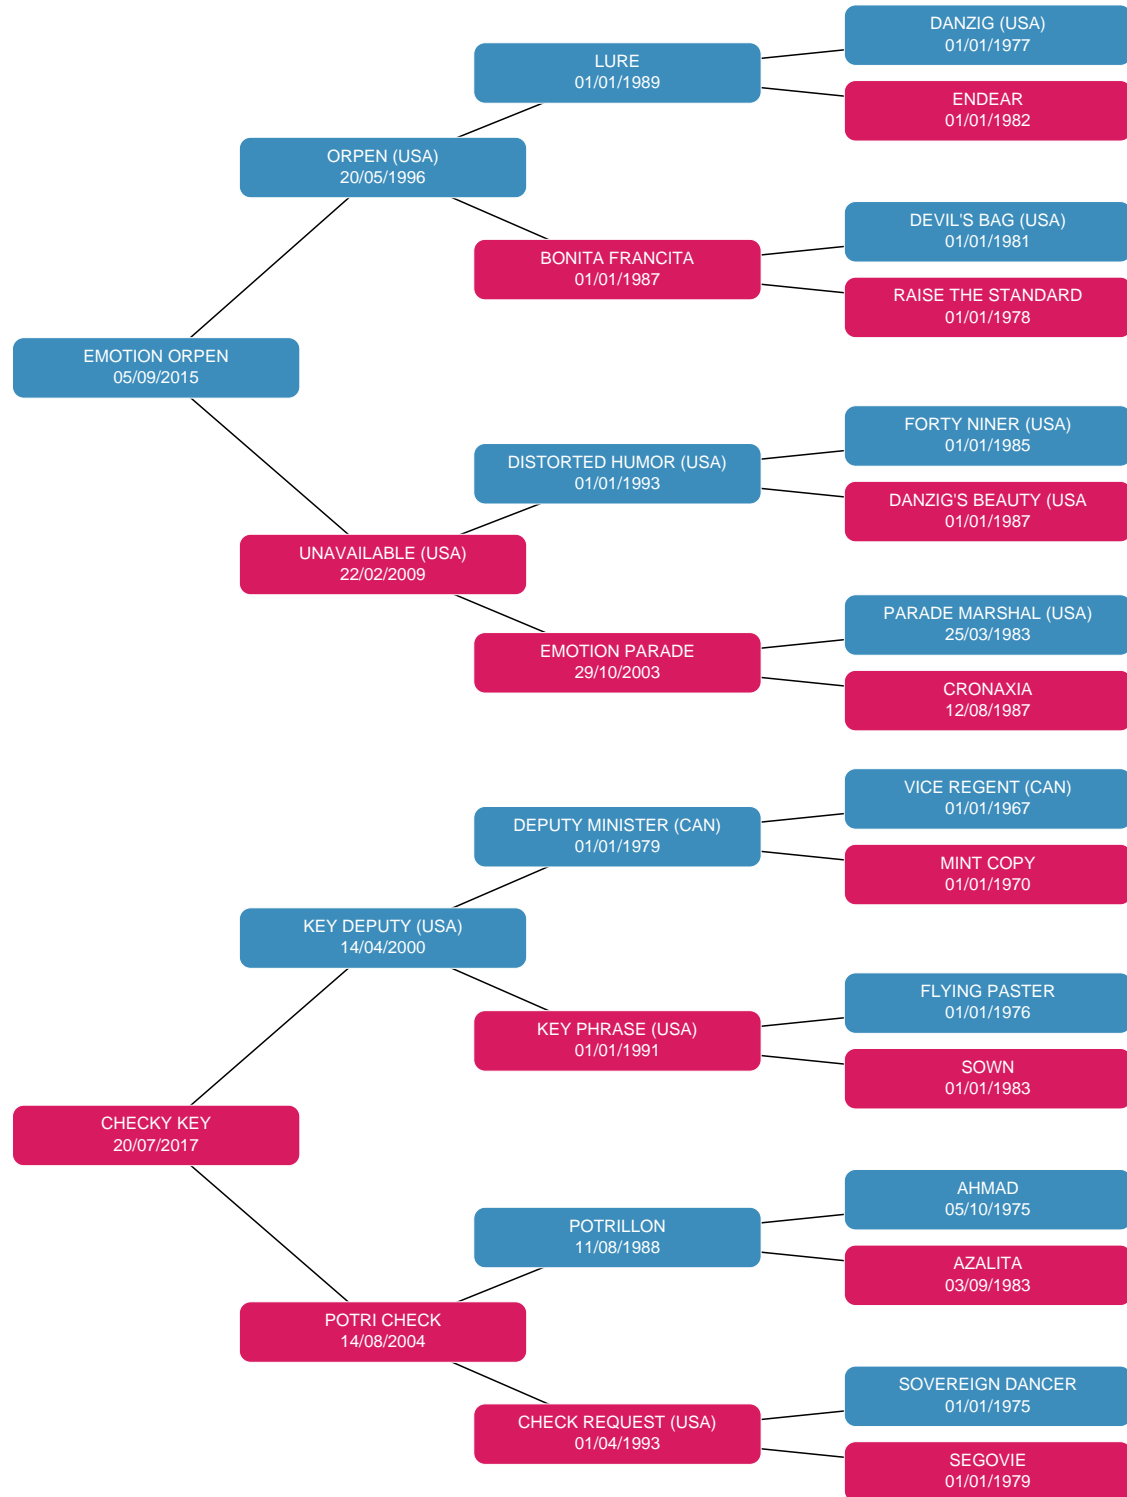 DANZIG (USA)
01/01/1977
LURE
01/01/1989
ENDEAR
01/01/1982
ORPEN (USA)
20/05/1996
DEVIL'S BAG (USA)
01/01/1981
BONITA FRANCITA
01/01/1987
RAISE THE STANDARD
01/01/1978
EMOTION ORPEN
05/09/2015
FORTY NINER (USA)
01/01/1985
DISTORTED HUMOR (USA)
01/01/1993
DANZIG'S BEAUTY (USA
01/01/1987
UNAVAILABLE (USA)
22/02/2009
PARADE MARSHAL (USA)
25/03/1983
EMOTION PARADE
29/10/2003
CRONAXIA
12/08/1987
VICE REGENT (CAN)
01/01/1967
DEPUTY MINISTER (CAN)
01/01/1979
MINT COPY
01/01/1970
KEY DEPUTY (USA)
14/04/2000
FLYING PASTER
01/01/1976
KEY PHRASE (USA)
01/01/1991
SOWN
01/01/1983
CHECKY KEY
20/07/2017
AHMAD
05/10/1975
POTRILLON
11/08/1988
AZALITA
03/09/1983
POTRI CHECK
14/08/2004
SOVEREIGN DANCER
01/01/1975
CHECK REQUEST (USA)
01/04/1993
SEGOVIE
01/01/1979